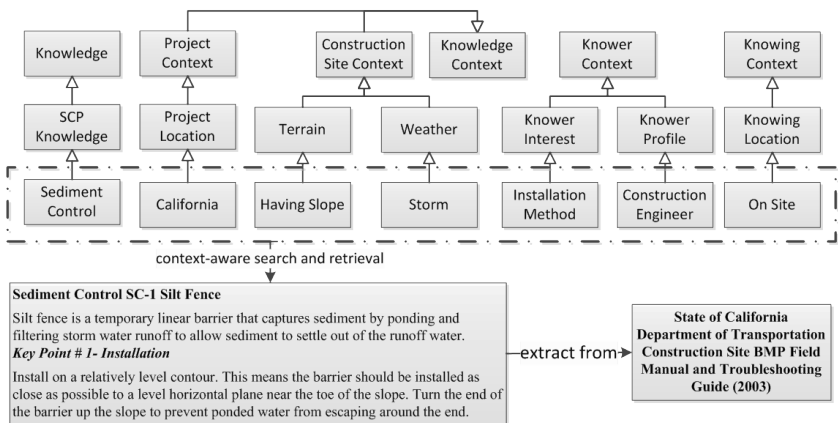 Knowledge
Project
Context
Construction
Site Context
Knowledge
Context
Knower
Context
Knowing
Context
SCP
Knowledge
Project
Location
Terrain
Weather
Knower
Interest
Knower
Profile
Knowing
Location
Sediment
Control
California
Having Slope
Storm
Installation
Method
Construction
Engineer
On Site
context-aware search and retrieval
Sediment Control SC-1 Silt Fence
Silt fence is a temporary linear barrier that captures sediment by ponding and
filtering storm water runoff to allow sediment to settle out of the runoff water.
Key Point # 1- Installation
Install on a relatively level contour. This means the barrier should be installed as
close as possible to a level horizontal plane near the toe of the slope. Turn the end of
the barrier up the slope to prevent ponded water from escaping around the end.
extract from
State of California
Department of Transportation
Construction Site BMP Field
Manual and Troubleshooting
Guide (2003)